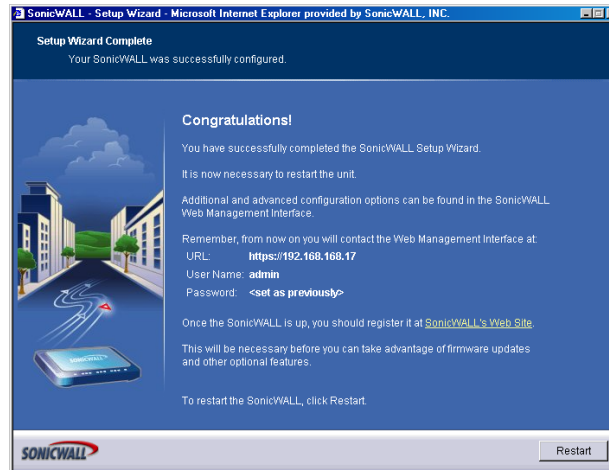 SonicWALL - Setup Wizard - Microsoft Internet Explorer provided by SonicWALL, INC.
Setup Wizard Complete
Your SonicWALL was successfully configured.
Congratulations!
You have successfully completed the SonicWALL Setup Wizard.
It is now necessary to restart the unit.
Additional and advanced configuration options can be found in the SonicWALL
Web Management Interface.
Remember, from now on you will contact the Web Management Interface at:
URL: https://192.168.168.17
User Name: admin
Password: <set as previously>
Once the SonicWALL is up, you should register it at SonicWALL's Web Site.
This will be necessary before you can take advantage of firmware updates
and other optional features.
To restart the SonicWALL, click Restart.
SONICWALL
SONICWALL
Restart